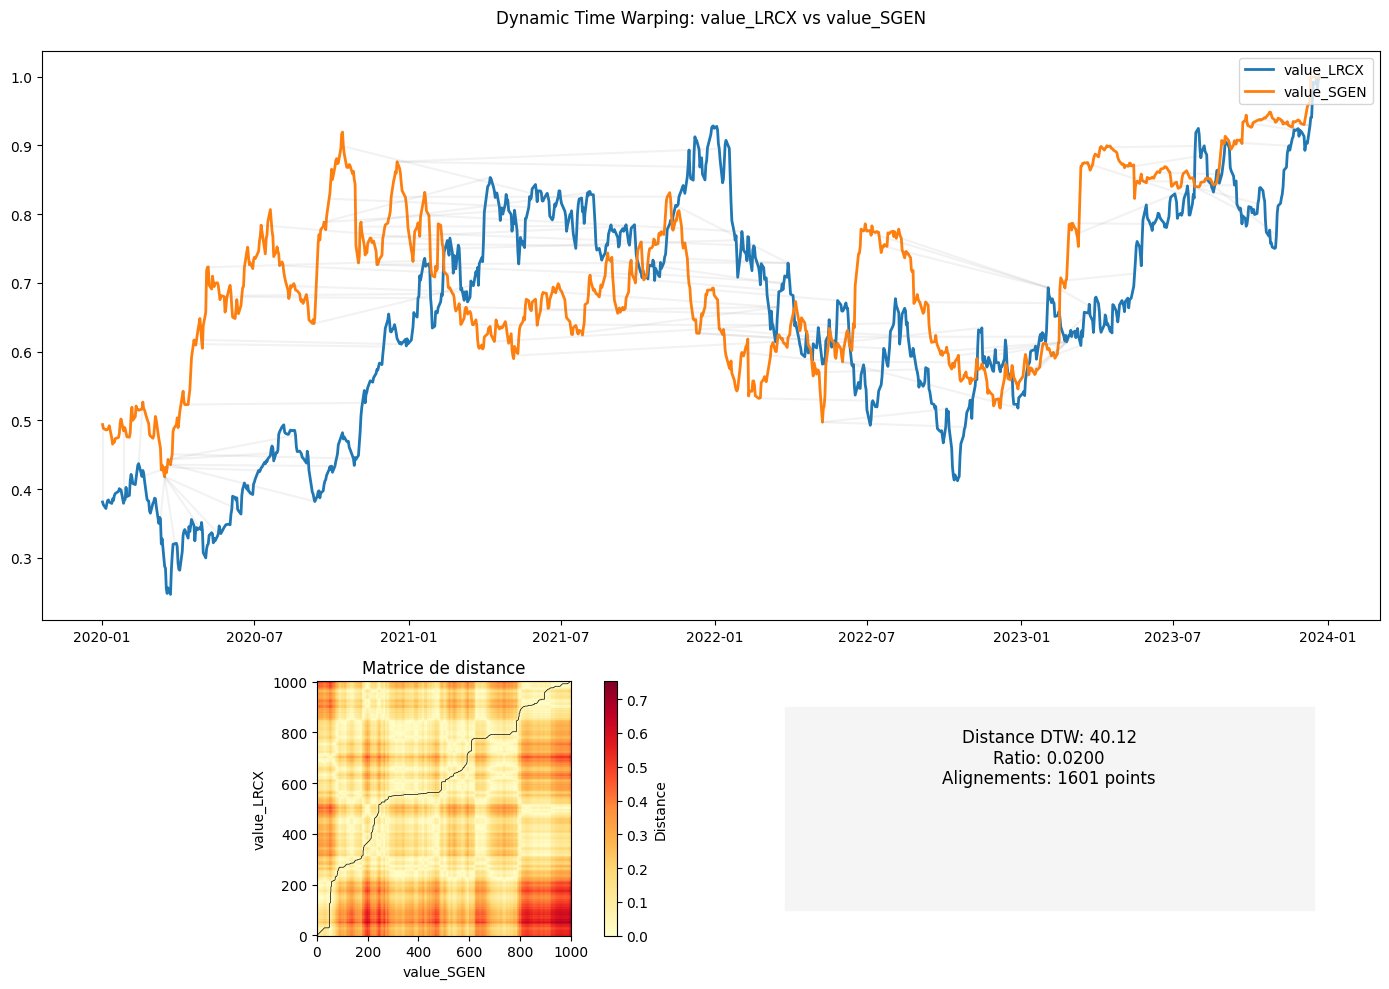 Dynamic Time Warping: value_LRCX vs value_SGEN
value_LRCX
value_SGEN
1.0
0.9
0.8
0.7
0.6
0.5
0.4
0.3
2020-01 2020-07 2021-01 2021-07 2022-01 2022-07 2023-01 2023-07 2024-01
Matrice de distance
value_LRCX
1000
800
600
400
200
0
0 200 400 600 800 1000
value_SGEN
0.7
0.6
0.5
0.4
0.3
0.2
0.1
0.0
Distance
Distance DTW: 40.12
Ratio: 0.0200
Alignements: 1601 points